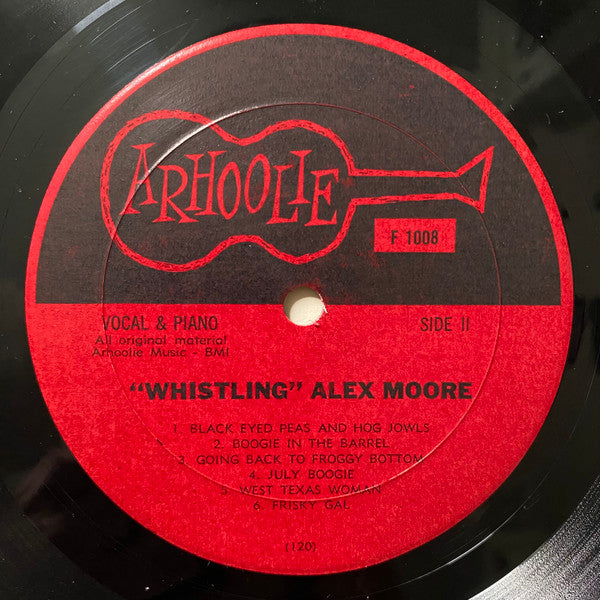 ARHOOLIE
F 1008
VOCAL & PIANO
SIDE II
All original material
Arhoolie Music - BMI
"WHISTLING" ALEX MOORE
1. BLACK EYED PEAS AND HOG JOWLS
2. BOOGIE IN THE BARREL
3. GOING BACK TO FROGGY BOTTOM
4. JULY BOOGIE
5. WEST TEXAS WOMAN
6. FRISKY GAL
(120)